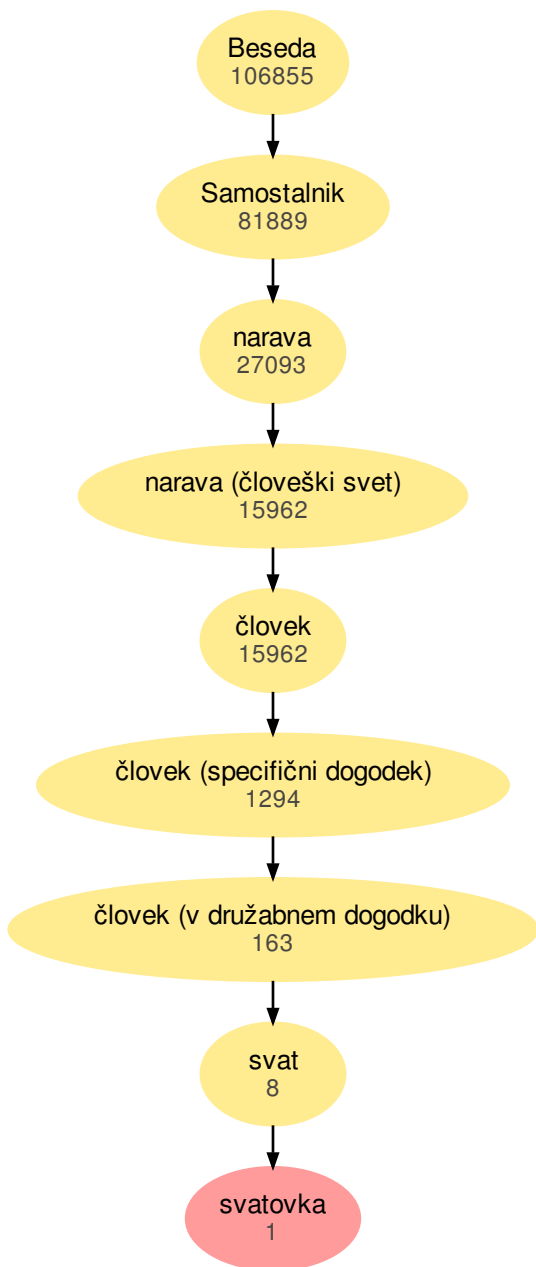 Beseda
106855
Samostalnik
81889
narava
27093
narava (človeški svet)
15962
človek
15962
človek (specifični dogodek)
1294
človek (v družabnem dogodku)
163
svat
8
svatovka
1